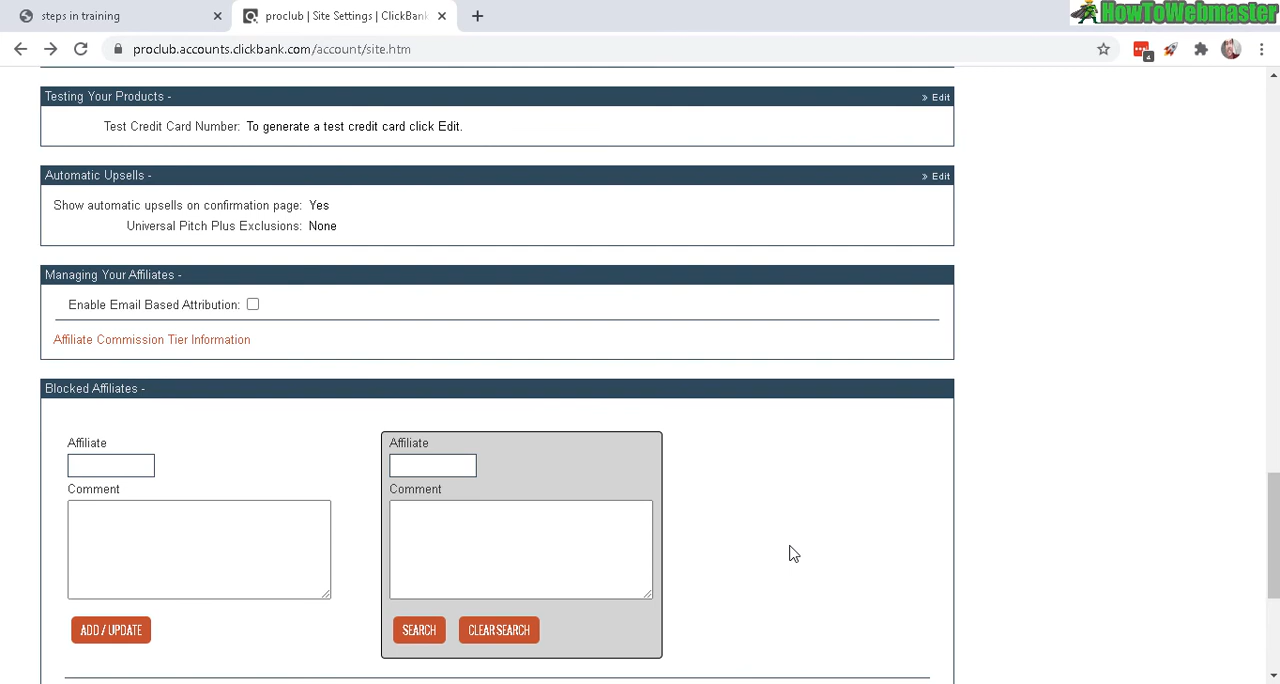 steps in training
proclub | Site Settings | ClickBank
HowToWebmaster
proclub.accounts.clickbank.com/account/site.htm
4
Testing Your Products -
» Edit
Test Credit Card Number: To generate a test credit card click Edit.
Automatic Upsells -
» Edit
Show automatic upsells on confirmation page: Yes
Universal Pitch Plus Exclusions: None
Managing Your Affiliates -
Enable Email Based Attribution:
Affiliate Commission Tier Information
Blocked Affiliates -
Affiliate
Affiliate
Comment
Comment
ADD / UPDATE
SEARCH
CLEAR SEARCH